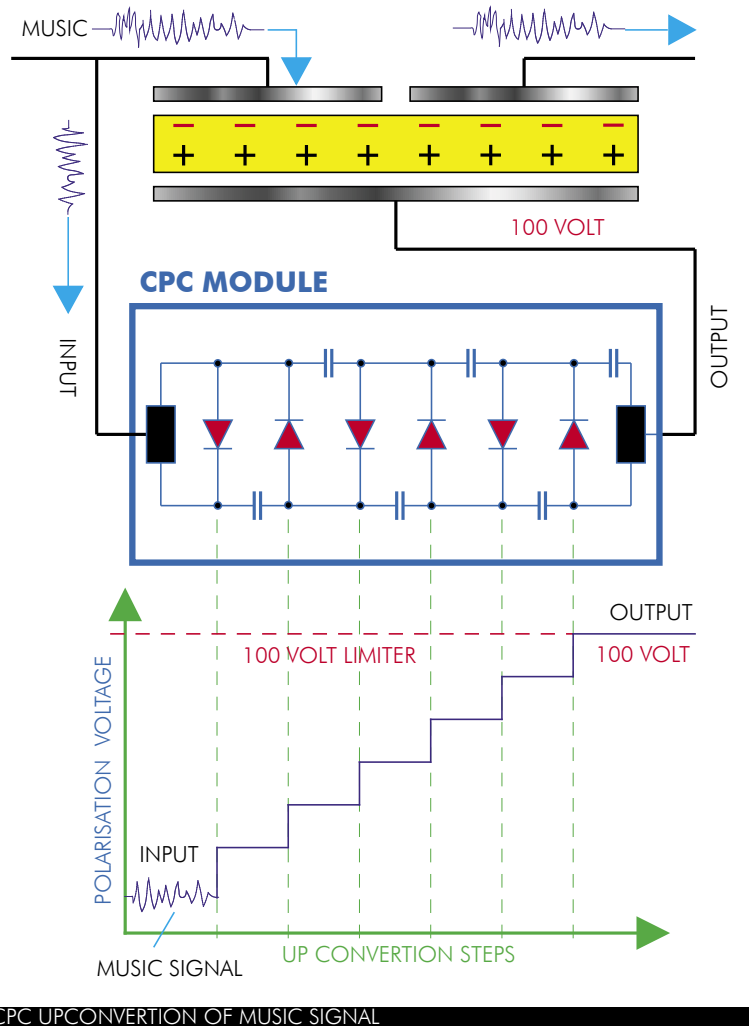 MUSIC
100 VOLT
CPC MODULE
INPUT
OUTPUT
OUTPUT
100 VOLT LIMITER
100 VOLT
POLARISATION VOLTAGE
INPUT
MUSIC SIGNAL
UP CONVERTION STEPS
CPC UPCONVERTION OF MUSIC SIGNAL